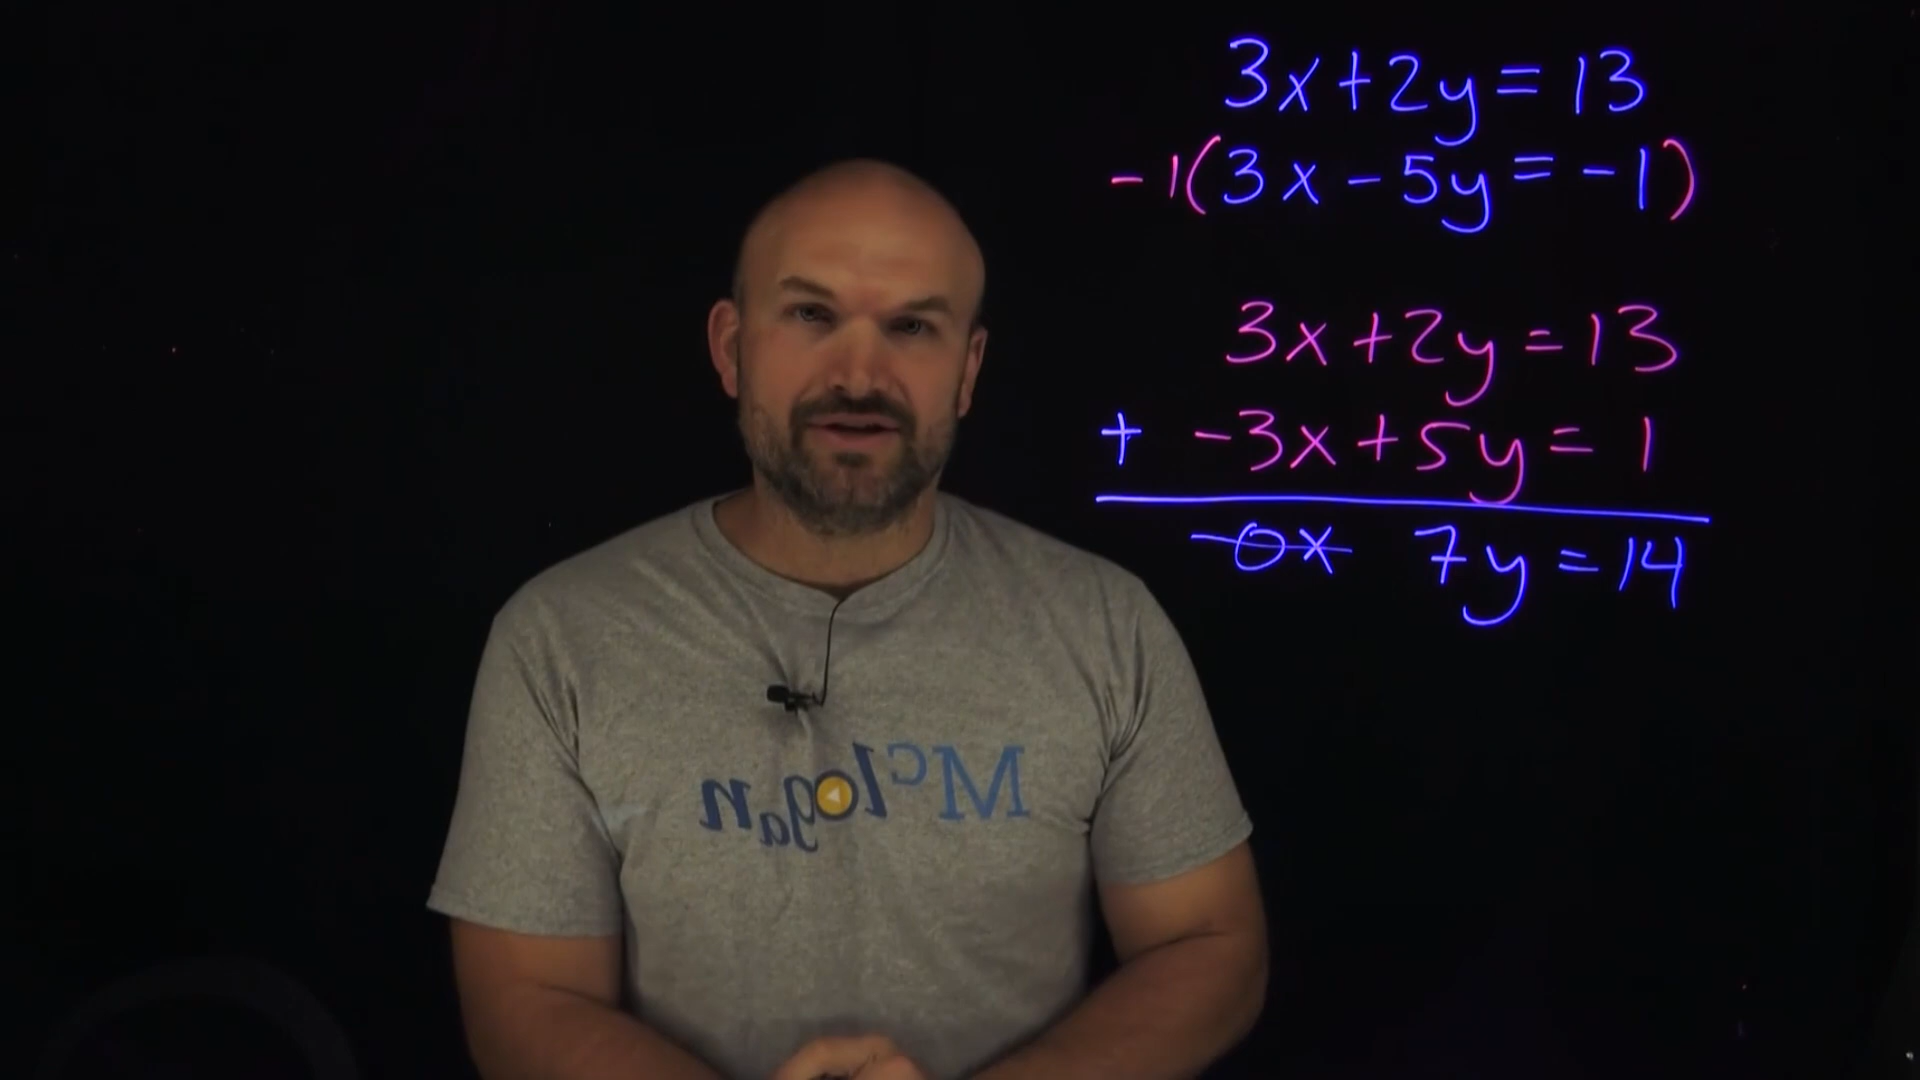 3x+2y=13
-1(3x-5y=-1)
3x+2y=13
+ -3x+5y=1
-0x 7y=14
McLogan